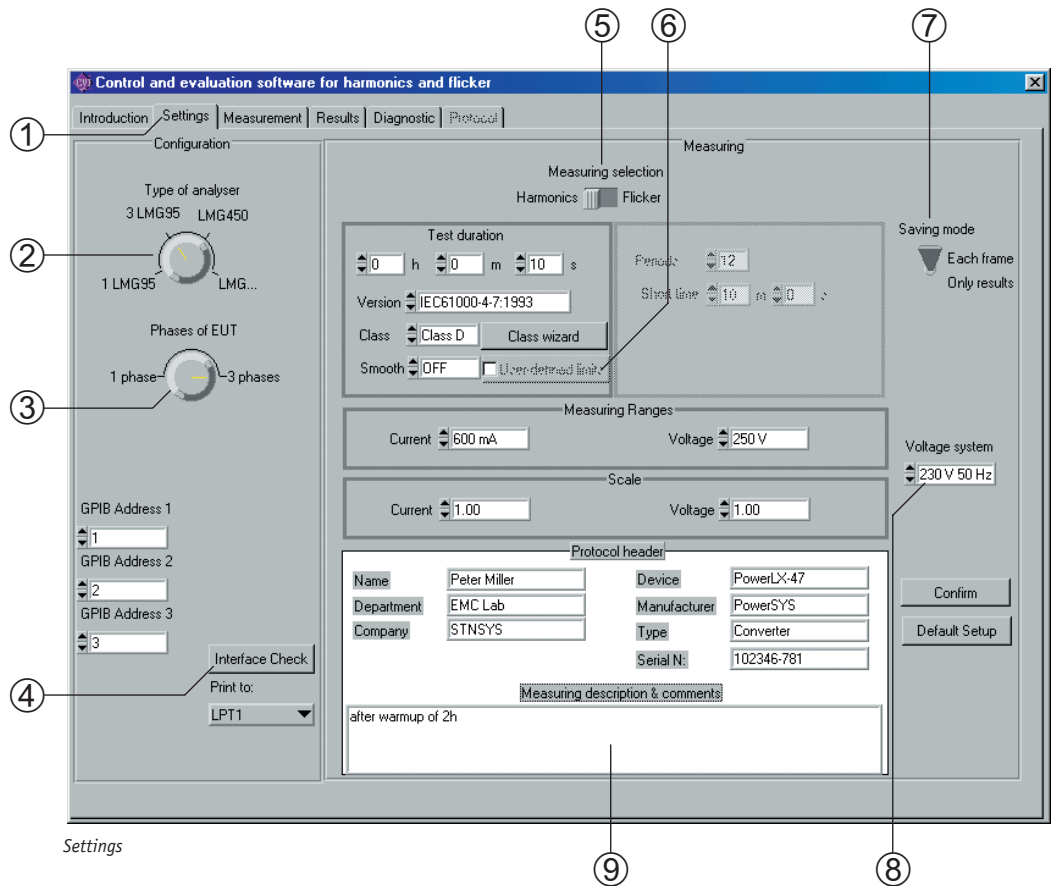 5 6 7
Control and evaluation software for harmonics and flicker
Introduction Settings Measurement Results Diagnostic Protocol
1
Configuration
Type of analyser
3 LMG95 LMG450
2
1 LMG95 LMG...
Phases of EUT
1 phase 3 phases
3
GPIB Address 1
1
GPIB Address 2
2
GPIB Address 3
3
Interface Check
4
Print to:
LPT1
Measuring
Measuring selection
Harmonics Flicker
Test duration
0 h 0 m 10 s
Version IEC61000-4-7:1993
Class Class D Class wizard
Smooth OFF User-defined limits
Periods 12
Short time 10 m 0 s
Saving mode
Each frame
Only results
Measuring Ranges
Current 600 mA Voltage 250 V
Voltage system
230 V 50 Hz
Scale
Current 1.00 Voltage 1.00
Protocol header
Name Peter Miller Device PowerLX-47
Department EMC Lab Manufacturer PowerSYS
Company STNSYS Type Converter
Serial N: 102346-781
Confirm
Default Setup
Measuring description & comments
after warmup of 2h
Settings
9 8